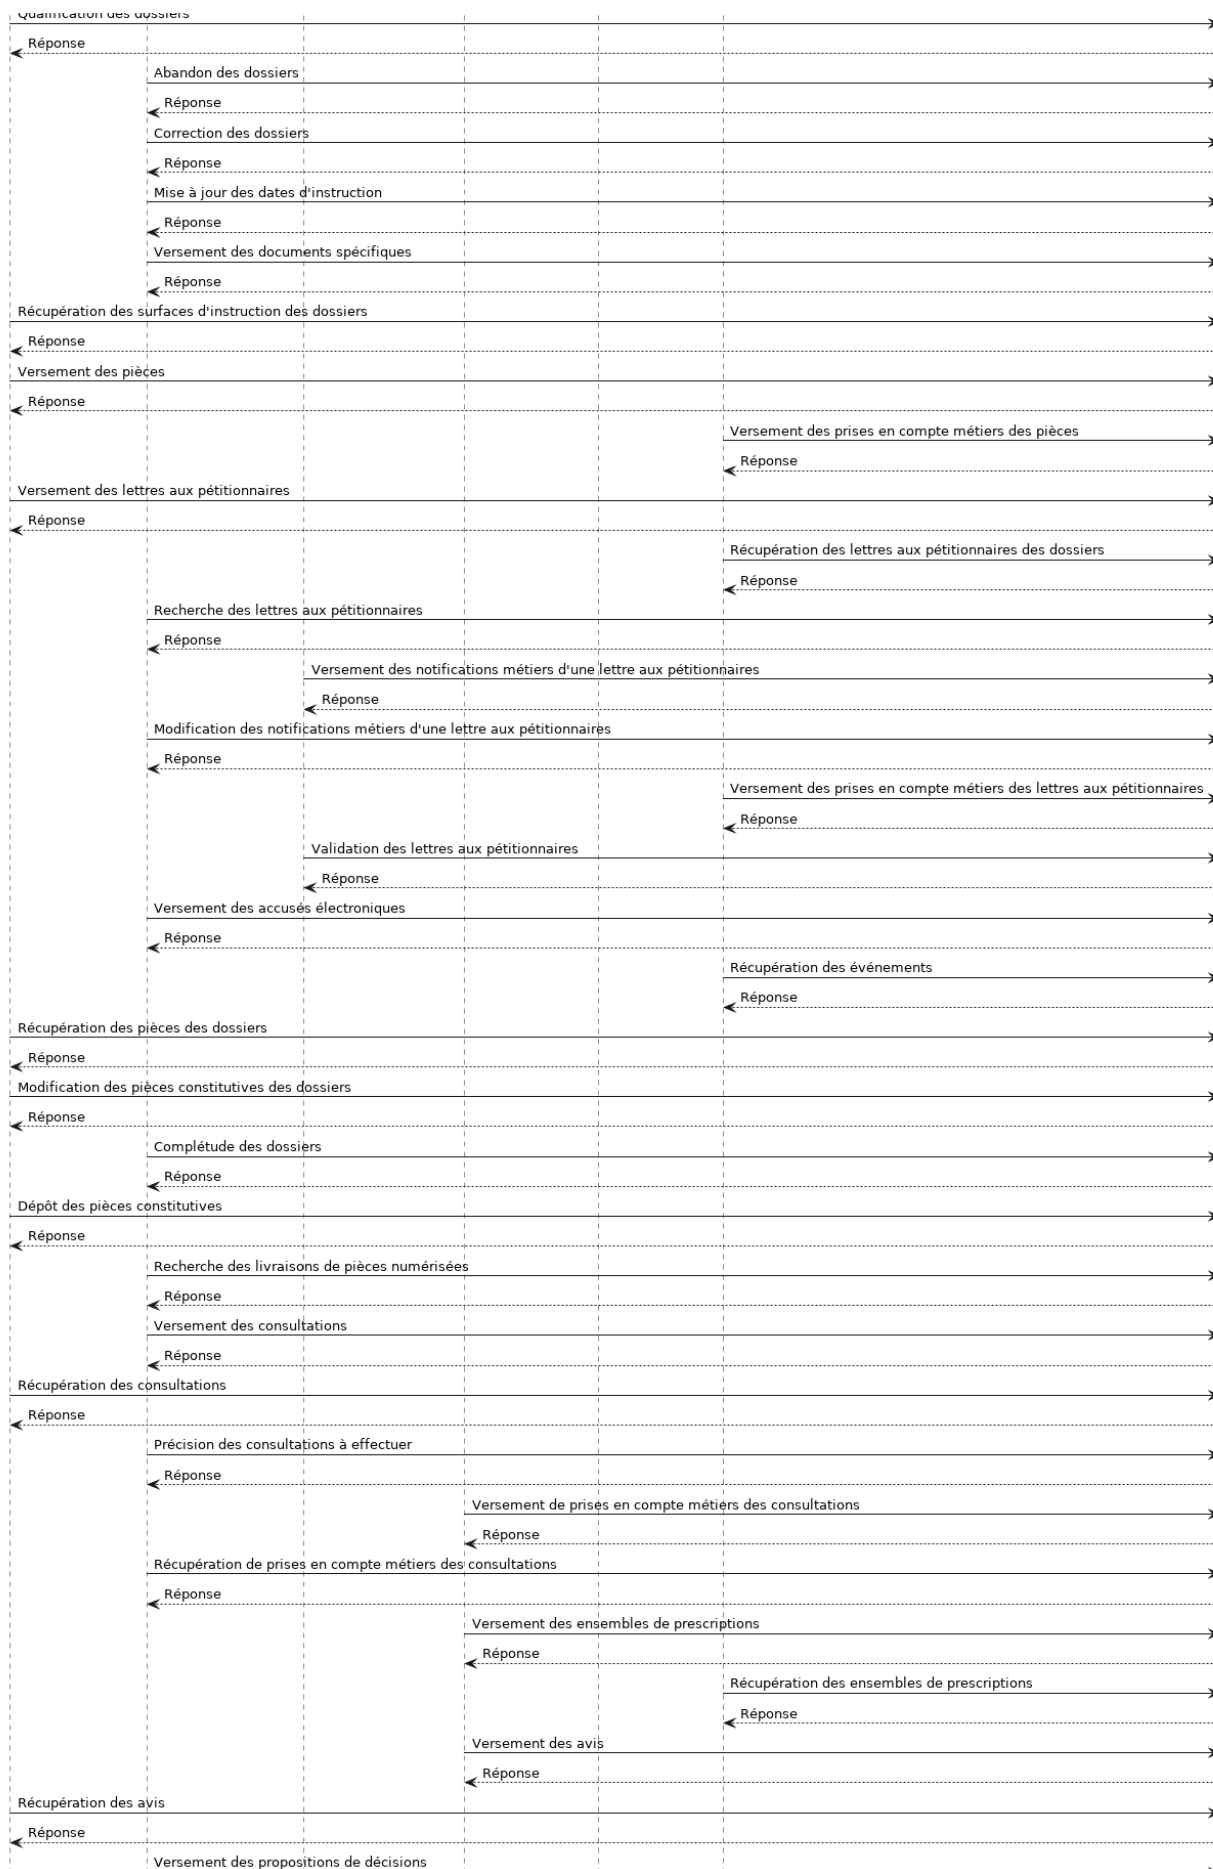 Qualification des dossiers
Réponse
Abandon des dossiers
Réponse
Correction des dossiers
Réponse
Mise à jour des dates d'instruction
Réponse
Versement des documents spécifiques
Réponse
Récupération des surfaces d'instruction des dossiers
Réponse
Versement des pièces
Réponse
Versement des prises en compte métiers des pièces
Réponse
Versement des lettres aux pétitionnaires
Réponse
Récupération des lettres aux pétitionnaires des dossiers
Réponse
Recherche des lettres aux pétitionnaires
Réponse
Versement des notifications métiers d'une lettre aux pétitionnaires
Réponse
Modification des notifications métiers d'une lettre aux pétitionnaires
Réponse
Versement des prises en compte métiers des lettres aux pétitionnaires
Réponse
Validation des lettres aux pétitionnaires
Réponse
Versement des accusés électroniques
Réponse
Récupération des événements
Réponse
Récupération des pièces des dossiers
Réponse
Modification des pièces constitutives des dossiers
Réponse
Complétude des dossiers
Réponse
Dépôt des pièces constitutives
Réponse
Recherche des livraisons de pièces numérisées
Réponse
Versement des consultations
Réponse
Récupération des consultations
Réponse
Précision des consultations à effectuer
Réponse
Versement de prises en compte métiers des consultations
Réponse
Récupération de prises en compte métiers des consultations
Réponse
Versement des ensembles de prescriptions
Réponse
Récupération des ensembles de prescriptions
Réponse
Versement des avis
Réponse
Récupération des avis
Réponse
Versement des propositions de décisions